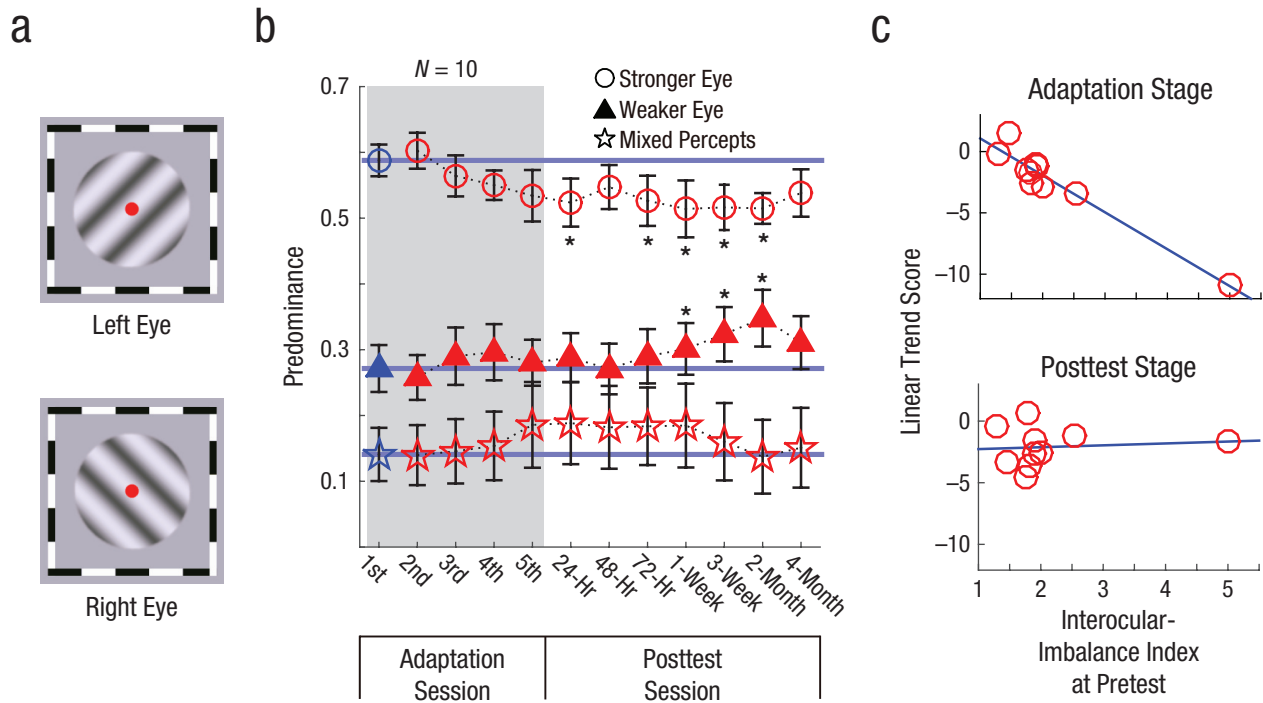 a
Left Eye
Right Eye
b
N = 10
Stronger Eye
Weaker Eye
Mixed Percepts
Predominance
0.7
0.5
0.3
0.1
*
*
*
*
*
*
*
*
1st
2nd
3rd
4th
5th
24-Hr
48-Hr
72-Hr
1-Week
3-Week
2-Month
4-Month
Adaptation
Session
Posttest
Session
c
Adaptation Stage
0
−5
−10
Linear Trend Score
Posttest Stage
0
−5
−10
1 2 3 4 5
Interocular-
Imbalance Index
at Pretest